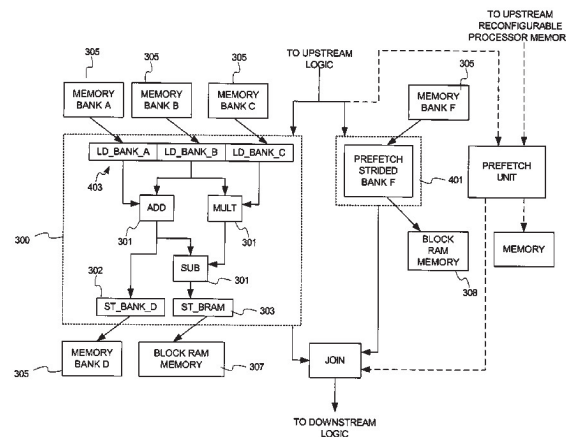 TO UPSTREAM
RECONFIGURABLE
PROCESSOR MEMOR
TO UPSTREAM
LOGIC
305
305
305
305
MEMORY
BANK A
MEMORY
BANK B
MEMORY
BANK C
MEMORY
BANK F
LD_BANK_A
LD_BANK_B
LD_BANK_C
403
PREFETCH
STRIDED
BANK F
401
PREFETCH
UNIT
ADD
MULT
301
301
300
SUB
301
BLOCK
RAM
MEMORY
308
MEMORY
302
ST_BANK_D
ST_BRAM
303
MEMORY
BANK D
305
BLOCK RAM
MEMORY
307
JOIN
TO DOWNSTREAM
LOGIC